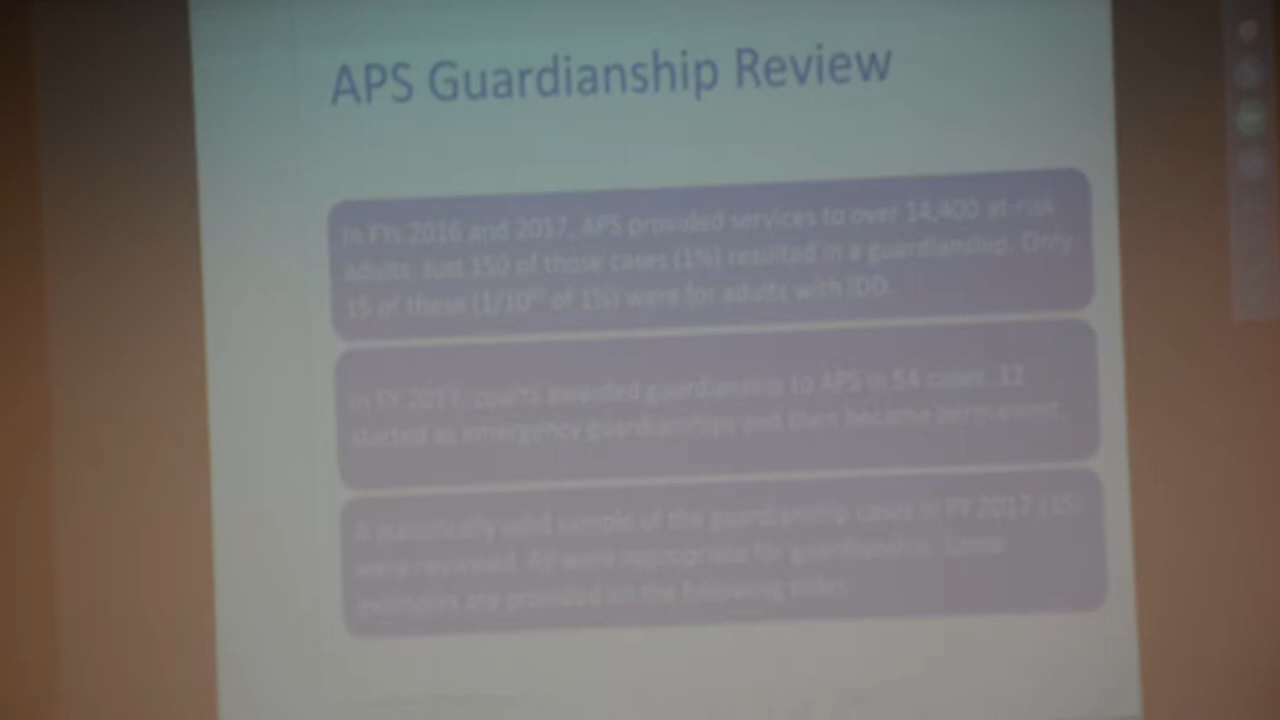 APS Guardianship Review
In FYs 2016 and 2017, APS provided services to over 14,400 at-risk
adults. Just 150 of those cases (1%) resulted in a guardianship. Only
15 of these (1/10th of 1%) were for adults with IDD.
In FY 2017, courts awarded guardianship to APS in 54 cases. 12
started as emergency guardianships and then became permanent.
A statistically valid sample of the guardianship cases in FY 2017
were reviewed. All were appropriate for guardianship. Some
examples are provided on the following slides.